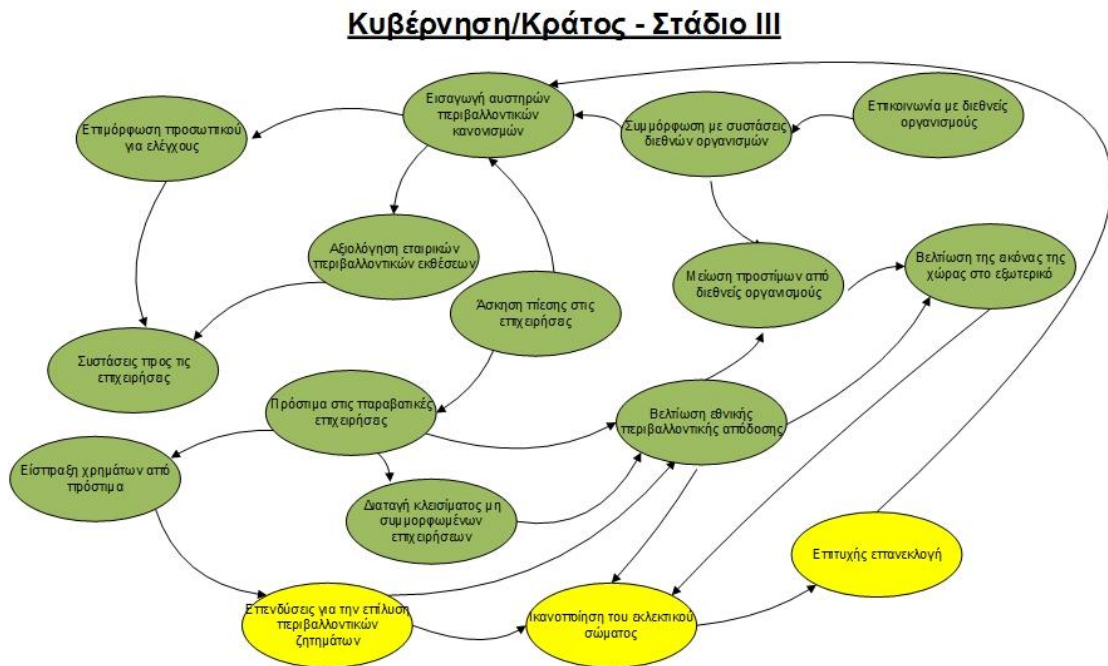 Κυβέρνηση/Κράτος - Στάδιο ΙΙΙ
Εισαγωγή αυστηρών
περιβαλλοντικών
κανονισμών
Επικοινωνία με διεθνείς
οργανισμούς
Επιμόρφωση προσωπικού
για ελέγχους
Συμμόρφωση με συστάσεις
διεθνών οργανισμών
Αξιολόγηση εταιρικών
περιβαλλοντικών εκθέσεων
Μείωση προστίμων από
διεθνείς οργανισμούς
Βελτίωση της εικόνας της
χώρας στο εξωτερικό
Άσκηση πίεσης στις
επιχειρήσεις
Συστάσεις προς τις
επιχειρήσεις
Πρόστιμα στις παραβατικές
επιχειρήσεις
Βελτίωση εθνικής
περιβαλλοντικής απόδοσης
Είσπραξη χρημάτων από
πρόστιμα
Διαταγή κλεισίματος μη
συμμορφωμένων
επιχειρήσεων
Επιτυχής επανεκλογή
Επενδύσεις για την επίλυση
περιβαλλοντικών
ζητημάτων
Ικανοποίηση του εκλεκτικού
σώματος